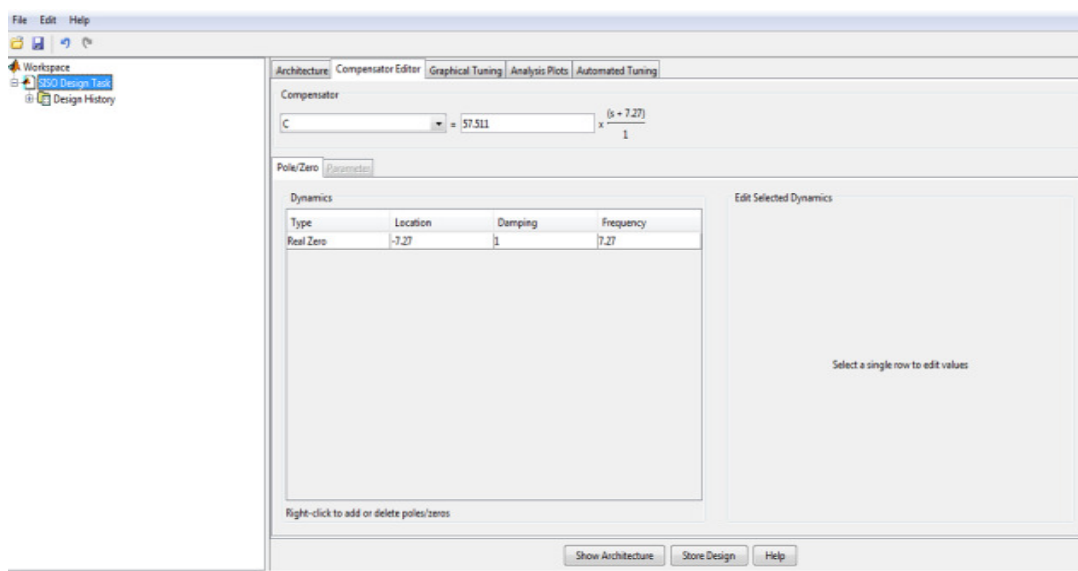 File Edit Help
Workspace
SISO Design Task
Design History
Architecture Compensator Editor Graphical Tuning Analysis Plots Automated Tuning
Compensator
C = 57.511 x (s + 7.27)
1
Pole/Zero Parameter
Dynamics
Type Location Damping Frequency
Real Zero -7.27 1 7.27
Right-click to add or delete poles/zeros
Edit Selected Dynamics
Select a single row to edit values
Show Architecture Store Design Help